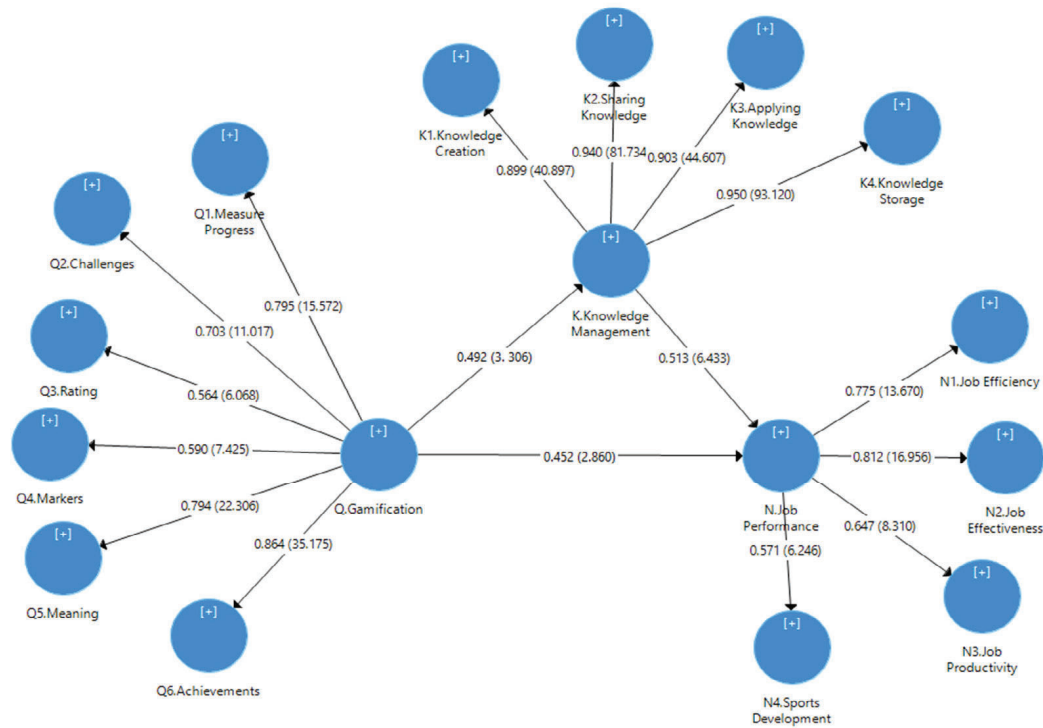 [+]
K2.Sharing
Knowledge
[+]
K3.Applying
Knowledge
[+]
K1.Knowledge
Creation
[+]
K4.Knowledge
Storage
0.899 (40.897)
0.940 (81.734
0.903 (44.607)
0.950 (93.120)
[+]
Q1.Measure
Progress
[+]
Q2.Challenges
[+]
K.Knowledge
Management
0.795 (15.572)
0.703 (11.017)
[+]
Q3.Rating
0.564 (6.068)
0.492 (3. 306)
0.513 (6.433)
[+]
N1.Job Efficiency
0.775 (13.670)
[+]
Q4.Markers
0.590 (7.425)
[+]
Q.Gamification
0.452 (2.860)
[+]
N.Job
Performance
0.812 (16.956)
[+]
N2.Job
Effectiveness
0.794 (22.306)
0.864 (35.175)
0.647 (8.310)
0.571 (6.246)
[+]
Q5.Meaning
[+]
N3.Job
Productivity
[+]
Q6.Achievements
[+]
N4.Sports
Development